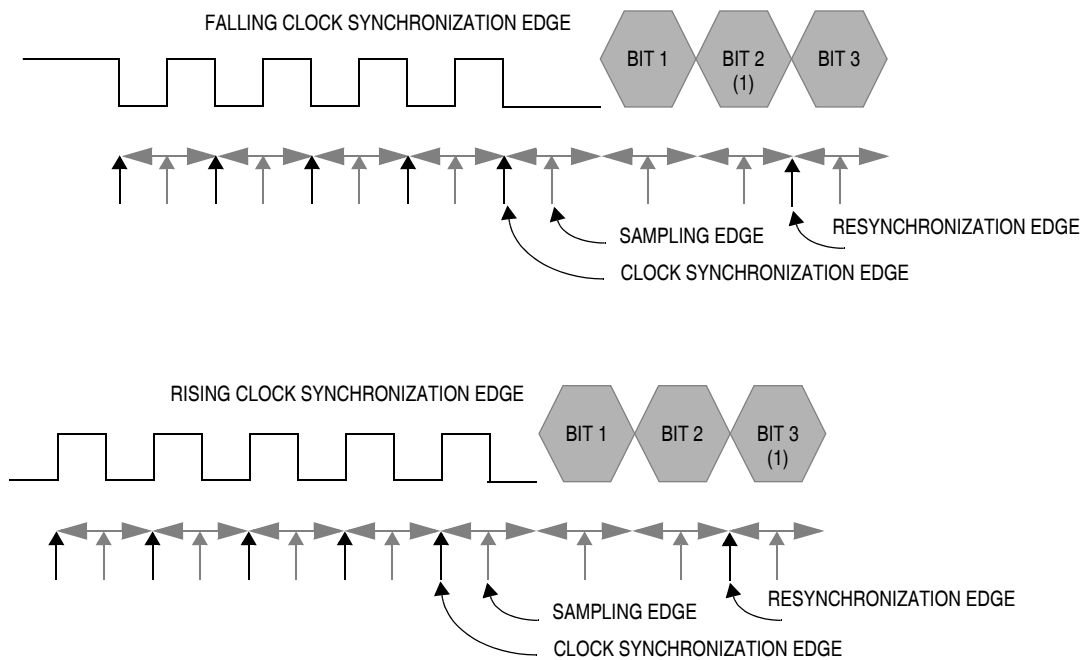 FALLING CLOCK SYNCHRONIZATION EDGE
BIT 1
BIT 2
(1)
BIT 3
SAMPLING EDGE
RESYNCHRONIZATION EDGE
CLOCK SYNCHRONIZATION EDGE
RISING CLOCK SYNCHRONIZATION EDGE
BIT 1
BIT 2
BIT 3
(1)
SAMPLING EDGE
RESYNCHRONIZATION EDGE
CLOCK SYNCHRONIZATION EDGE